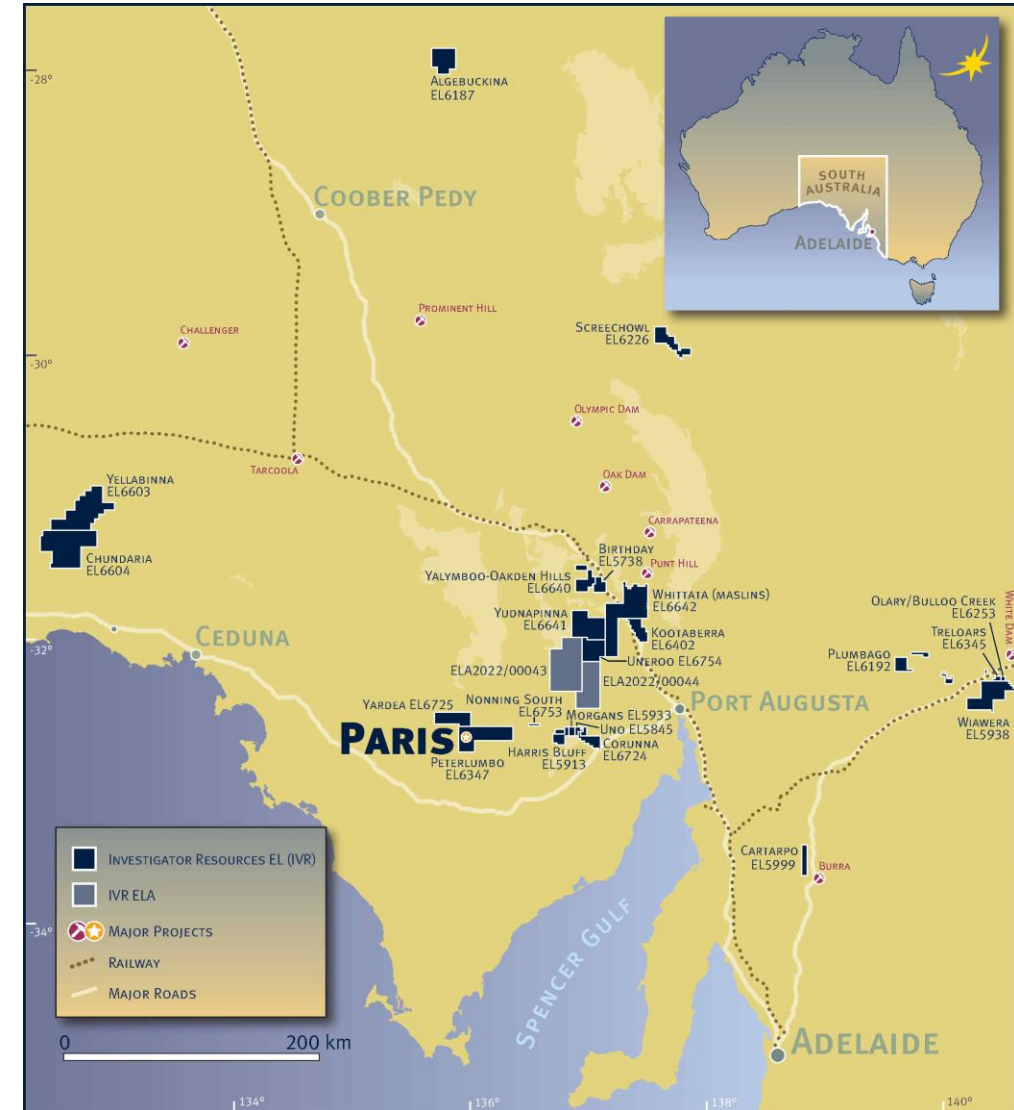 -28°
ALGEBUCKINA
EL6187
SOUTH
AUSTRALIA
ADELAIDE
COOBER PEDY
PROMINENT HILL
CHALLENGER
SCREECHOWL
EL6226
-30°
OLYMPIC DAM
TARCOOLA
OAK DAM
YELLABINNA
EL6603
CARRAPATEENA
CHUNDARIA
EL6604
BIRTHDAY
EL5738
PUNT HILL
YALYMBOO-OAKDEN HILLS
EL6640
WHITTATA (MASLINS)
EL6642
OLARY/BULLOO CREEK
EL6253
WHITE DAM
YUDNAPINNA
EL6641
TREELOARS
EL6345
KOOTABERRA
EL6402
-32°
CEDUNA
PLUMBAGO
EL6192
UNEROO EL6754
ELA2022/00043
ELA2022/00044
NONNING SOUTH
EL6753
PORT AUGUSTA
YARDEA EL6725
MORGANS EL5933
UNO EL5845
WIAWERA
EL5938
PARIS
PETERLUMBO
EL6347
HARRIS BLUFF
EL5913
CORUNNA
EL6724
INVESTIGATOR RESOURCES EL (IVR)
IVR ELA
MAJOR PROJECTS
RAILWAY
MAJOR ROADS
CARTARPO
EL5999
BURRA
-34°
SPENCER GULF
0 200 km
ADELAIDE
134° 136° 138° 140°